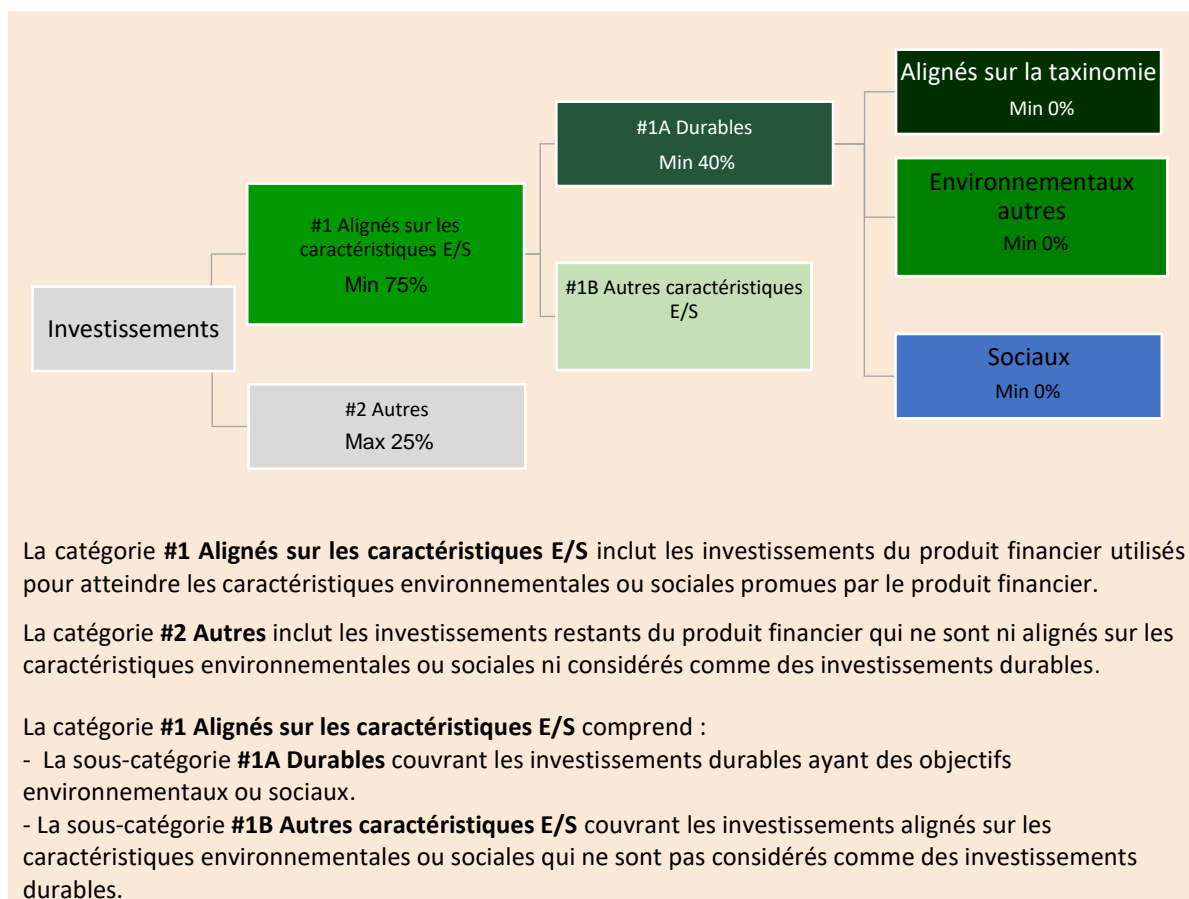 Investissements
#1 Alignés sur les
caractéristiques E/S
Min 75%
#2 Autres
Max 25%
#1A Durables
Min 40%
#1B Autres caractéristiques
E/S
Alignés sur la taxinomie
Min 0%
Environnementaux
autres
Min 0%
Sociaux
Min 0%
La catégorie #1 Alignés sur les caractéristiques E/S inclut les investissements du produit financier utilisés
pour atteindre les caractéristiques environnementales ou sociales promues par le produit financier.
La catégorie #2 Autres inclut les investissements restants du produit financier qui ne sont ni alignés sur les
caractéristiques environnementales ou sociales ni considérés comme des investissements durables.
La catégorie #1 Alignés sur les caractéristiques E/S comprend :
- La sous-catégorie #1A Durables couvrant les investissements durables ayant des objectifs
environnementaux ou sociaux.
- La sous-catégorie #1B Autres caractéristiques E/S couvrant les investissements alignés sur les
caractéristiques environnementales ou sociales qui ne sont pas considérés comme des investissements
durables.